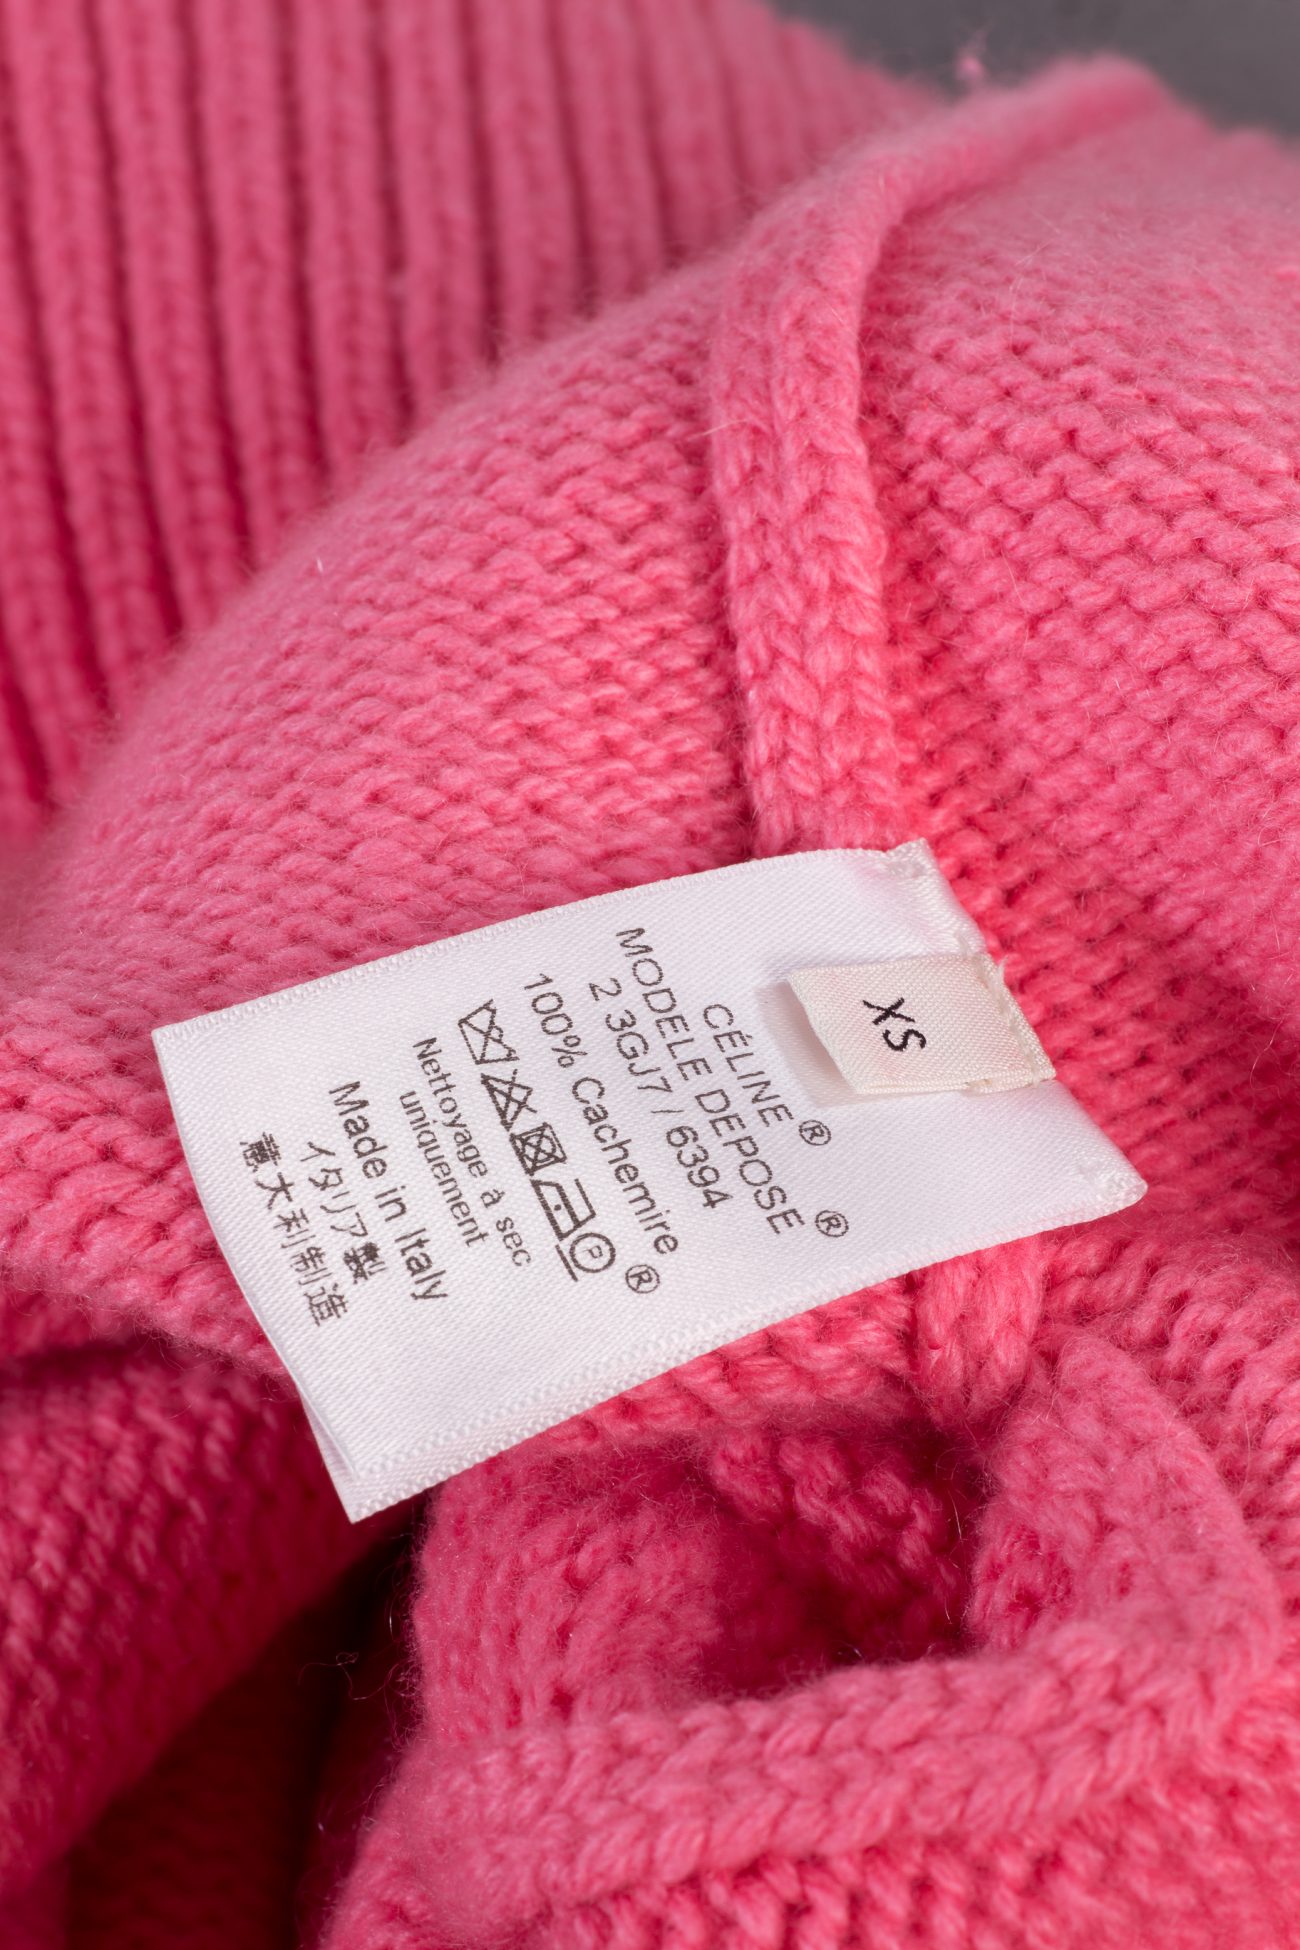 XS
CÉLINE ®
MODELE DEPOSE ®
2 3GJ7 / 6394
100% Cachemire ®
P
Nettoyage à sec
uniquement
Made in Italy
イタリア製
意大利制造